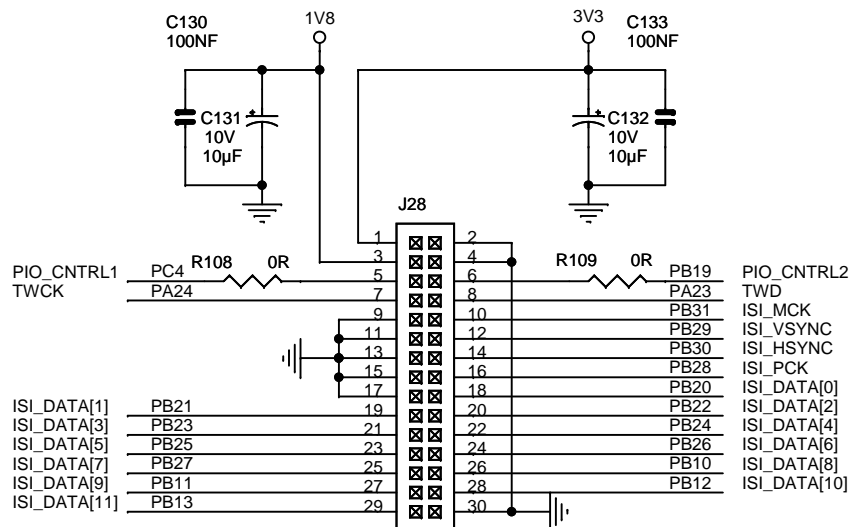 C130
100NF
1V8
3V3
C133
100NF
+
C131
10V
10µF
+
C132
10V
10µF
J28
1
2
3
4
PIO_CNTRL1 PC4 R108 0R 5
6 R109 0R PB19 PIO_CNTRL2
TWCK PA24 7
8 PA23 TWD
9
10 PB31 ISI_MCK
11
12 PB29 ISI_VSYNC
13
14 PB30 ISI_HSYNC
15
16 PB28 ISI_PCK
17
18 PB20 ISI_DATA[0]
ISI_DATA[1] PB21 19
20 PB22 ISI_DATA[2]
ISI_DATA[3] PB23 21
22 PB24 ISI_DATA[4]
ISI_DATA[5] PB25 23
24 PB26 ISI_DATA[6]
ISI_DATA[7] PB27 25
26 PB10 ISI_DATA[8]
ISI_DATA[9] PB11 27
28 PB12 ISI_DATA[10]
ISI_DATA[11] PB13 29
30